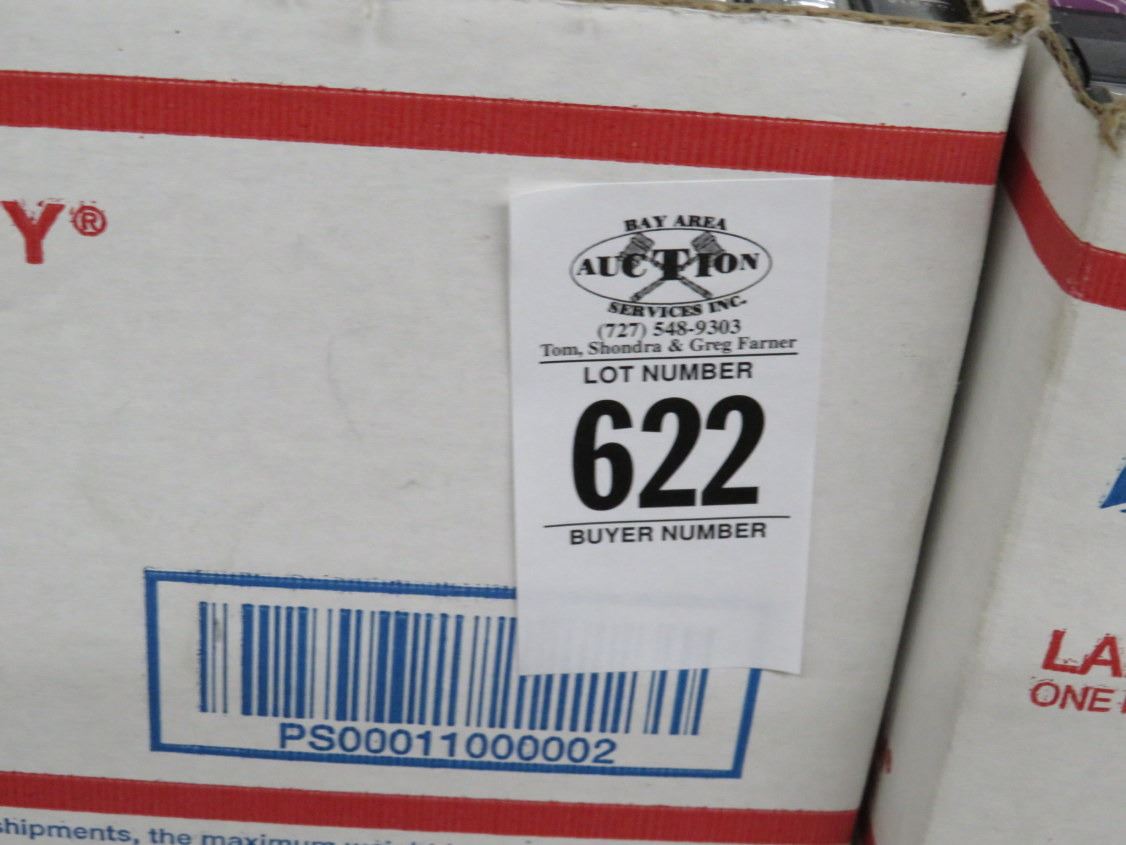 Y®
BAY AREA
AUCTION
SERVICES INC.
(727) 548-9303
Tom, Shondra & Greg Farner
LOT NUMBER
622
BUYER NUMBER
PS00011000002
LA
ONE
shipments, the maximum